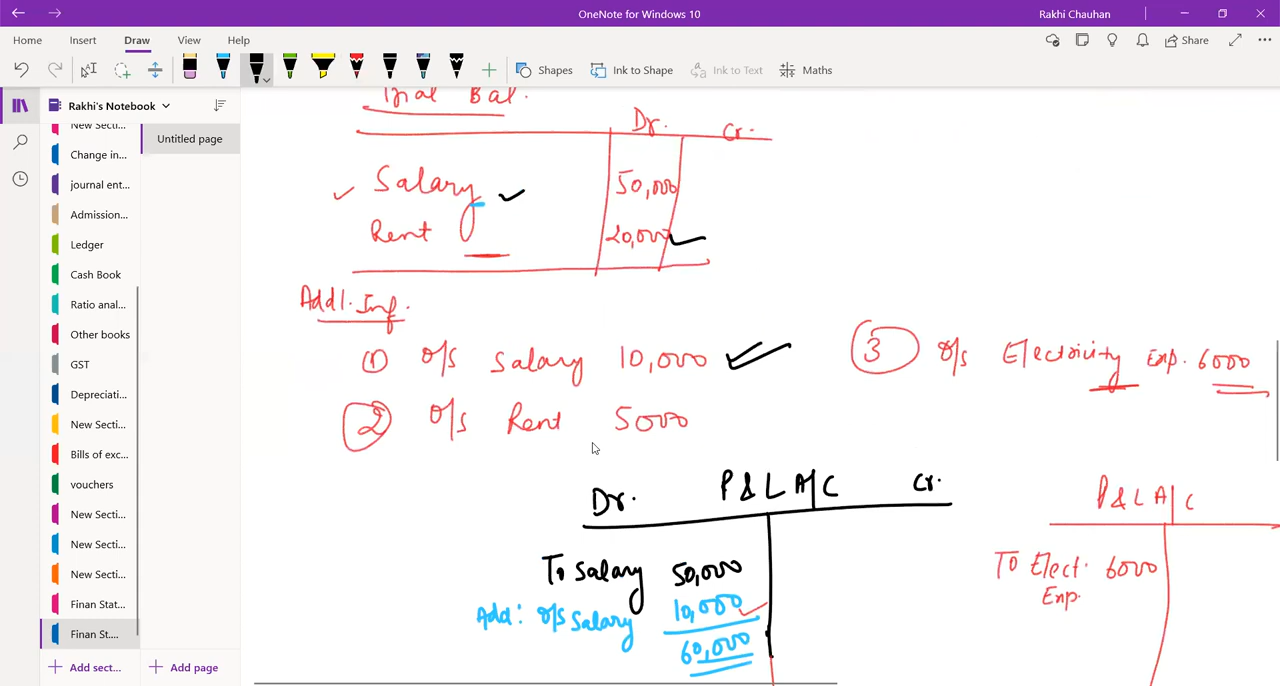 OneNote for Windows 10
Rakhi Chauhan
Home Insert Draw View Help
Share
Shapes Ink to Shape Ink to Text Maths
Rakhi's Notebook
Untitled page
New Secti...
Change in...
journal ent...
Admission...
Ledger
Cash Book
Ratio anal...
Other books
GST
Depreciati...
New Secti...
Bills of exc...
vouchers
New Secti...
New Secti...
New Secti...
Finan Stat...
Finan St....
Add sect...
Add page
Trial Bal.
Dr. Cr.
Salary 50,000
Rent 20,000
Addl. Inf.
① O/S Salary 10,000
② O/S Rent 5000
③ O/S Electricity Exp. 6000
Dr. P & L A/C Cr.
To Salary 50,000
Add: O/S Salary 10,000
60,000
P & L A/C
To Elect. 6000
Exp.